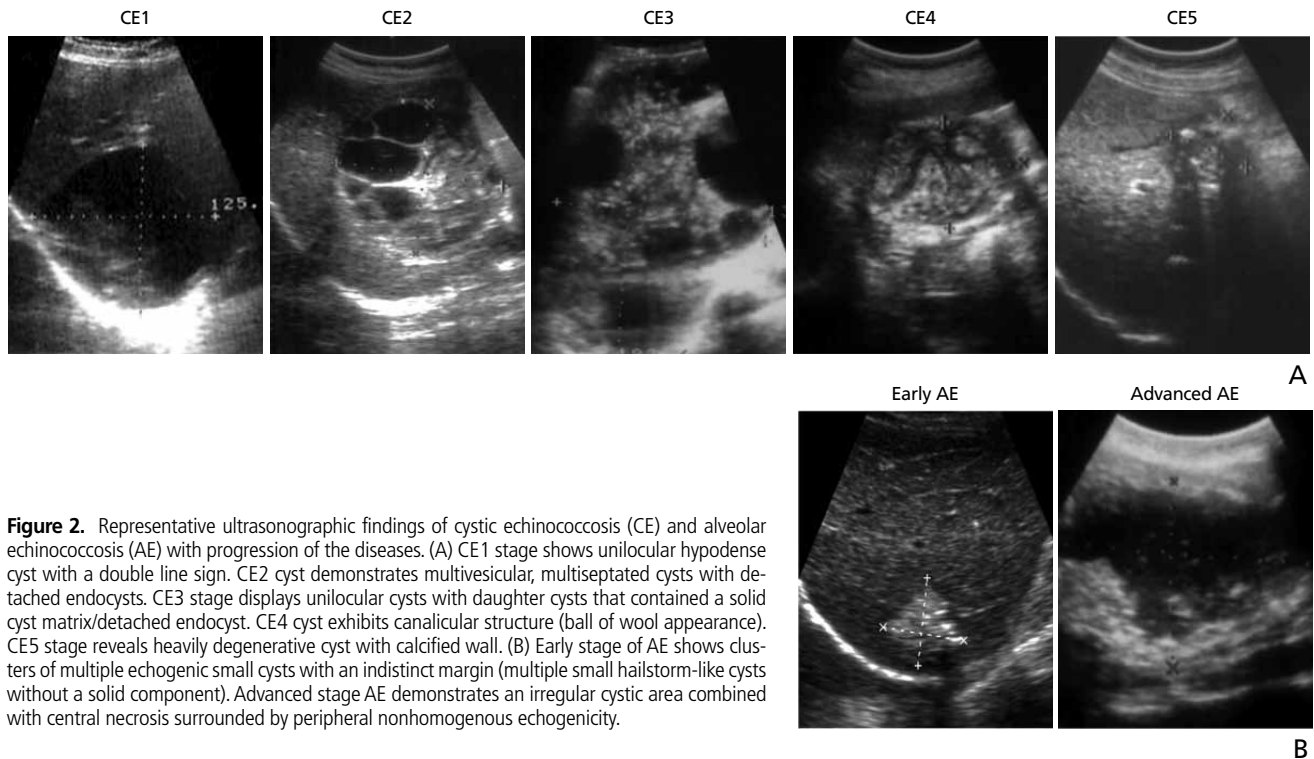 CE1 CE2 CE3 CE4 CE5
125.
A
Early AE Advanced AE
Figure 2. Representative ultrasonographic findings of cystic echinococcosis (CE) and alveolar
echinococcosis (AE) with progression of the diseases. (A) CE1 stage shows unilocular hypodense
cyst with a double line sign. CE2 cyst demonstrates multivesicular, multiseptated cysts with de-
tached endocysts. CE3 stage displays unilocular cysts with daughter cysts that contained a solid
cyst matrix/detached endocyst. CE4 cyst exhibits canalicular structure (ball of wool appearance).
CE5 stage reveals heavily degenerative cyst with calcified wall. (B) Early stage of AE shows clus-
ters of multiple echogenic small cysts with an indistinct margin (multiple small hailstorm-like cysts
without a solid component). Advanced stage AE demonstrates an irregular cystic area combined
with central necrosis surrounded by peripheral nonhomogenous echogenicity.
B